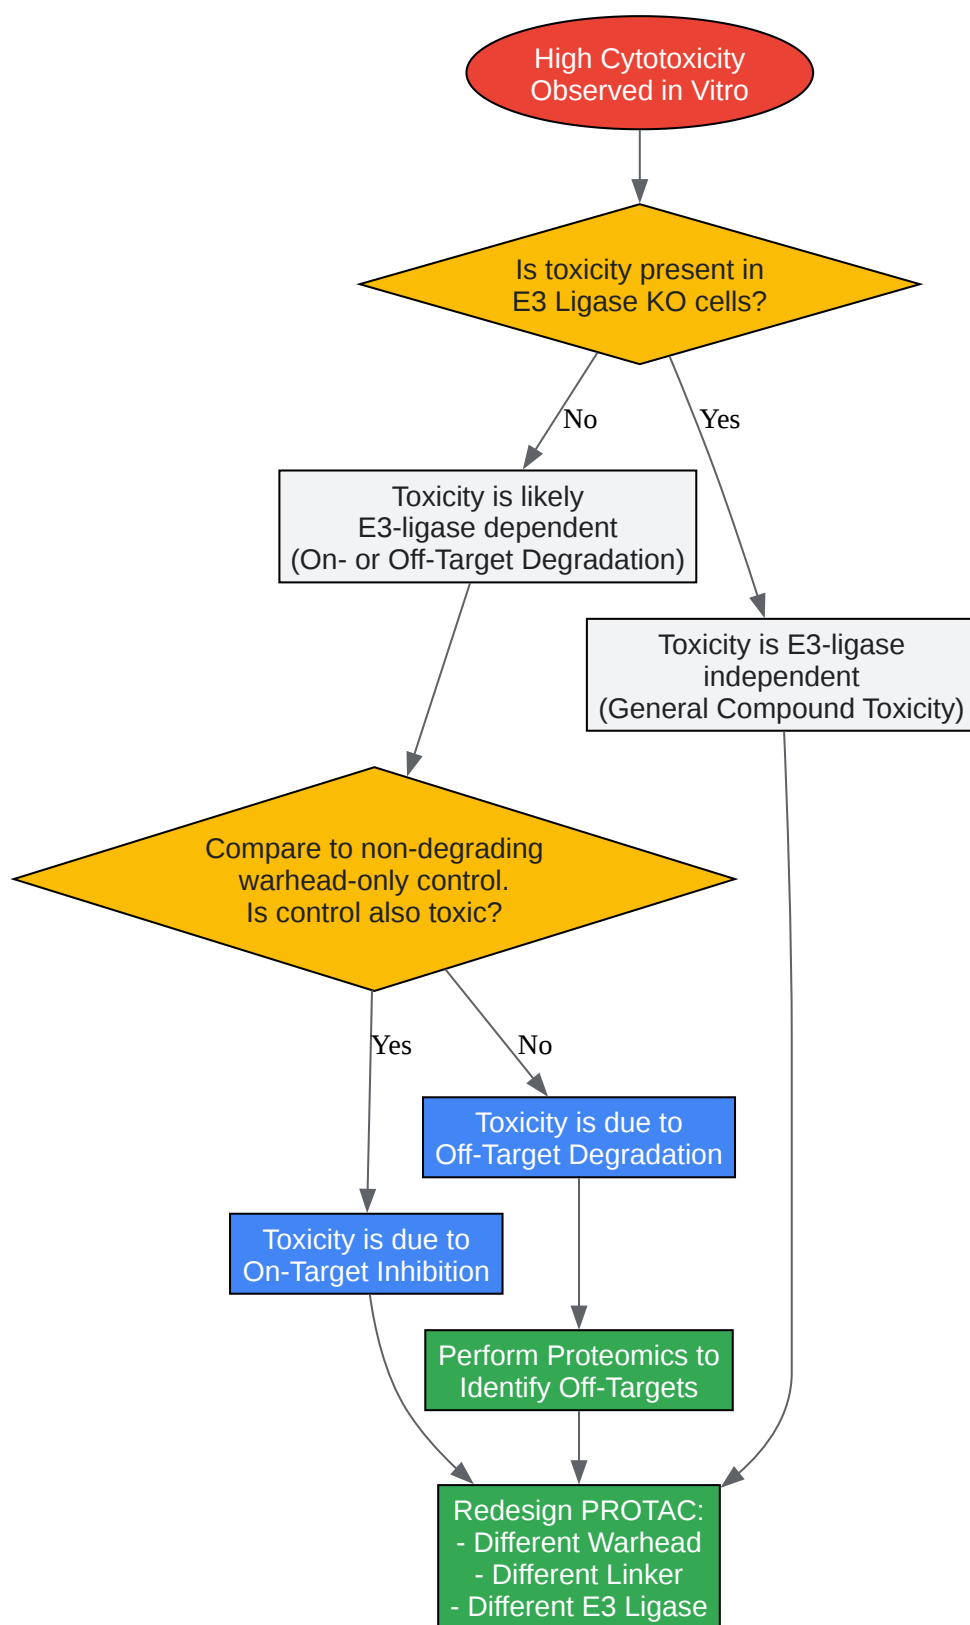 High Cytotoxicity
Observed in Vitro
Is toxicity present in
E3 Ligase KO cells?
No
Yes
Toxicity is likely
E3-ligase dependent
(On- or Off-Target Degradation)
Toxicity is E3-ligase
independent
(General Compound Toxicity)
Compare to non-degrading
warhead-only control.
Is control also toxic?
Yes
No
Toxicity is due to
Off-Target Degradation
Toxicity is due to
On-Target Inhibition
Perform Proteomics to
Identify Off-Targets
Redesign PROTAC:
- Different Warhead
- Different Linker
- Different E3 Ligase